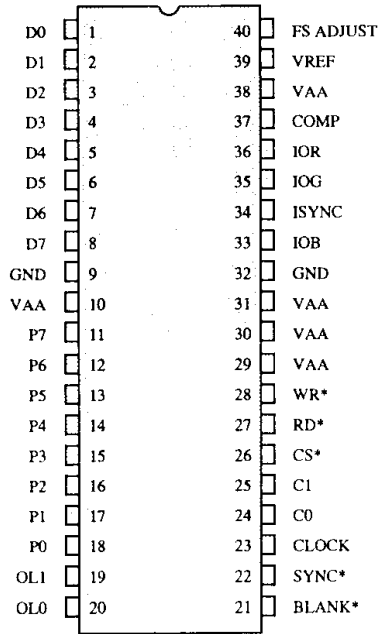 D0 1 40 FS ADJUST
D1 2 39 VREF
D2 3 38 VAA
D3 4 37 COMP
D4 5 36 IOR
D5 6 35 IOG
D6 7 34 ISYNC
D7 8 33 IOB
GND 9 32 GND
VAA 10 31 VAA
P7 11 30 VAA
P6 12 29 VAA
P5 13 28 WR*
P4 14 27 RD*
P3 15 26 CS*
P2 16 25 C1
P1 17 24 C0
P0 18 23 CLOCK
OL1 19 22 SYNC*
OL0 20 21 BLANK*